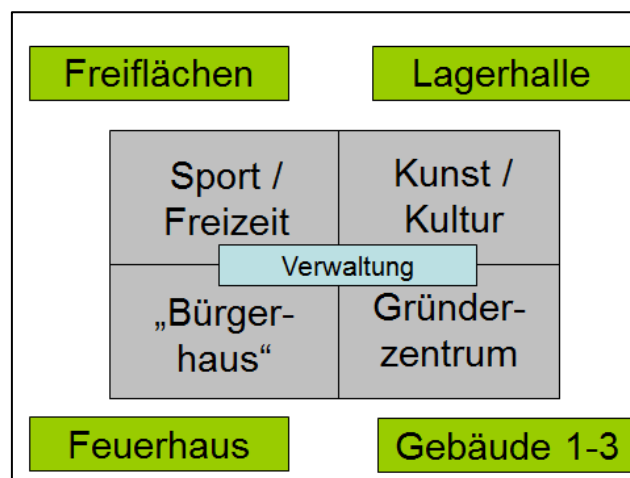 Freiflächen
Lagerhalle
Sport /
Freizeit
Kunst /
Kultur
Verwaltung
„Bürger-
haus“
Gründer-
zentrum
Feuerhaus
Gebäude 1-3